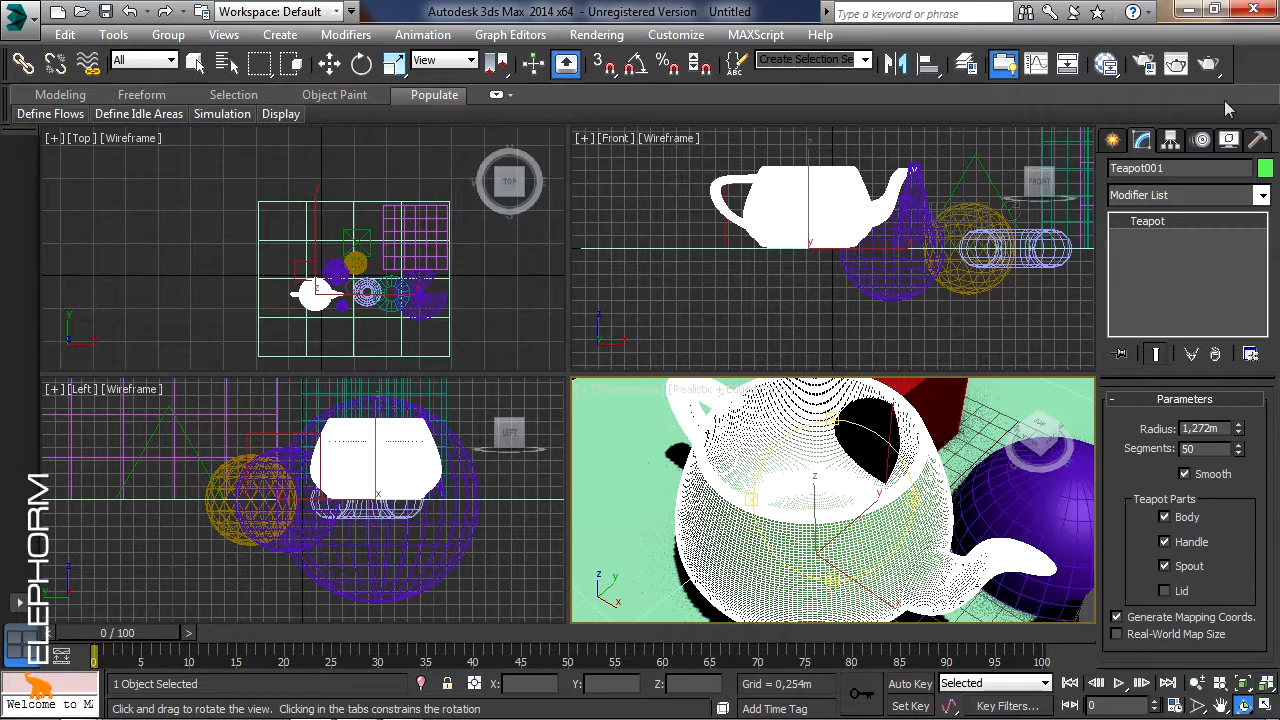 Workspace: Default
Autodesk 3ds Max 2014 x64 - Unregistered Version Untitled
Type a keyword or phrase
Edit Tools Group Views Create Modifiers Animation Graph Editors Rendering Customize MAXScript Help
All
View
Create Selection Se
Modeling Freeform Selection Object Paint Populate
Define Flows Define Idle Areas Simulation Display
[+] [Top] [Wireframe]
TOP
[+] [Front] [Wireframe]
FRONT
Teapot001
Modifier List
Teapot
[+] [Left] [Wireframe]
LEFT
TOP
- Parameters
Radius: 1,272m
Segments: 50
Smooth
Teapot Parts
Body
Handle
Spout
Lid
Generate Mapping Coords.
Real-World Map Size
ELEPHORM
0 / 100
0 5 10 15 20 25 30 35 40 45 50 55 60 65 70 75 80 85 90 95 100
1 Object Selected
X: Y: Z:
Grid = 0,254m
Auto Key
Selected
Welcome to M
Click and drag to rotate the view. Clicking in the tabs constrains the rotation
Add Time Tag
Set Key
Key Filters...
0